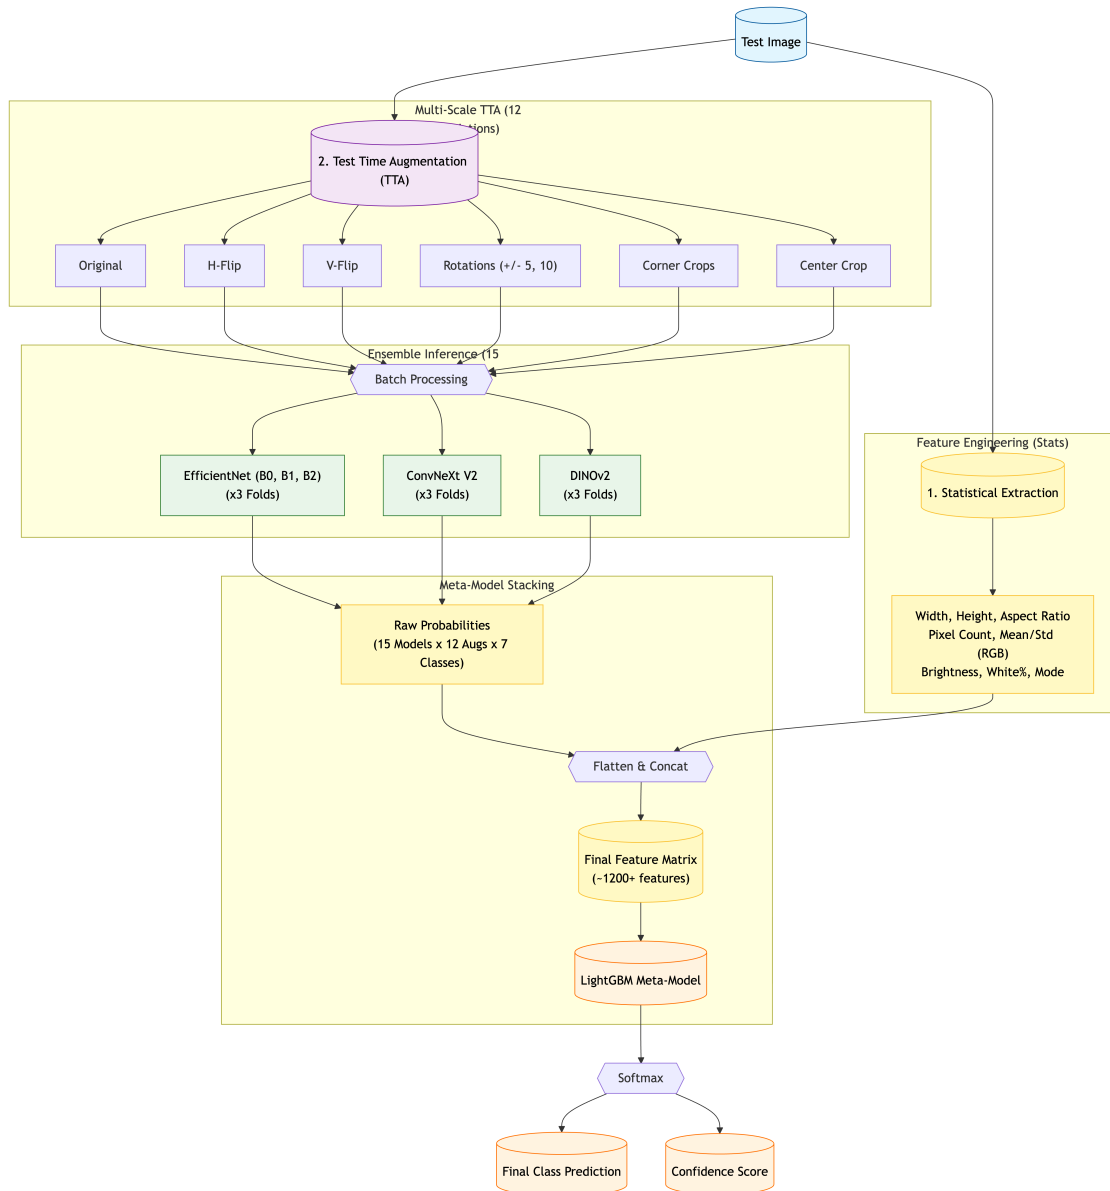 Test Image
Multi-Scale TTA (12
tions)
2. Test Time Augmentation
(TTA)
Original
H-Flip
V-Flip
Rotations (+/- 5, 10)
Corner Crops
Center Crop
Ensemble Inference (15
Batch Processing
EfficientNet (B0, B1, B2)
(x3 Folds)
ConvNeXt V2
(x3 Folds)
DINOv2
(x3 Folds)
Feature Engineering (Stats)
1. Statistical Extraction
Width, Height, Aspect Ratio
Pixel Count, Mean/Std
(RGB)
Brightness, White%, Mode
Meta-Model Stacking
Raw Probabilities
(15 Models x 12 Augs x 7
Classes)
Flatten & Concat
Final Feature Matrix
(~1200+ features)
LightGBM Meta-Model
Softmax
Final Class Prediction
Confidence Score